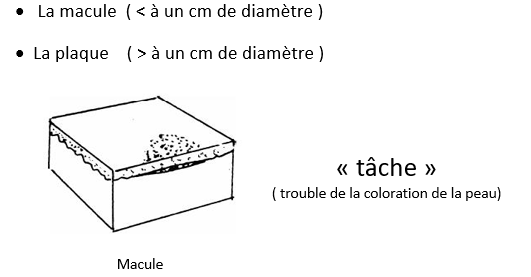 • La macule ( < à un cm de diamètre )
• La plaque ( > à un cm de diamètre )
« tâche »
( trouble de la coloration de la peau)
Macule